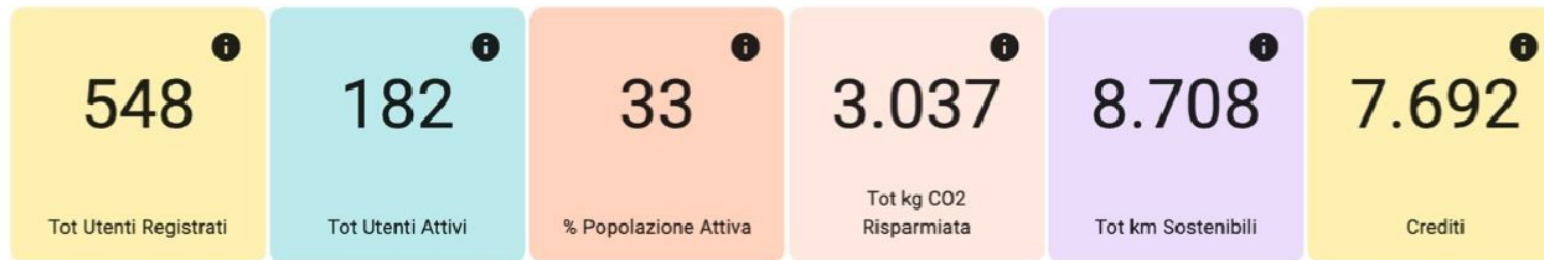 548
Tot Utenti Registrati
182
Tot Utenti Attivi
33
% Popolazione Attiva
3.037
Tot kg CO2
Risparmiata
8.708
Tot km Sostenibili
7.692
Crediti